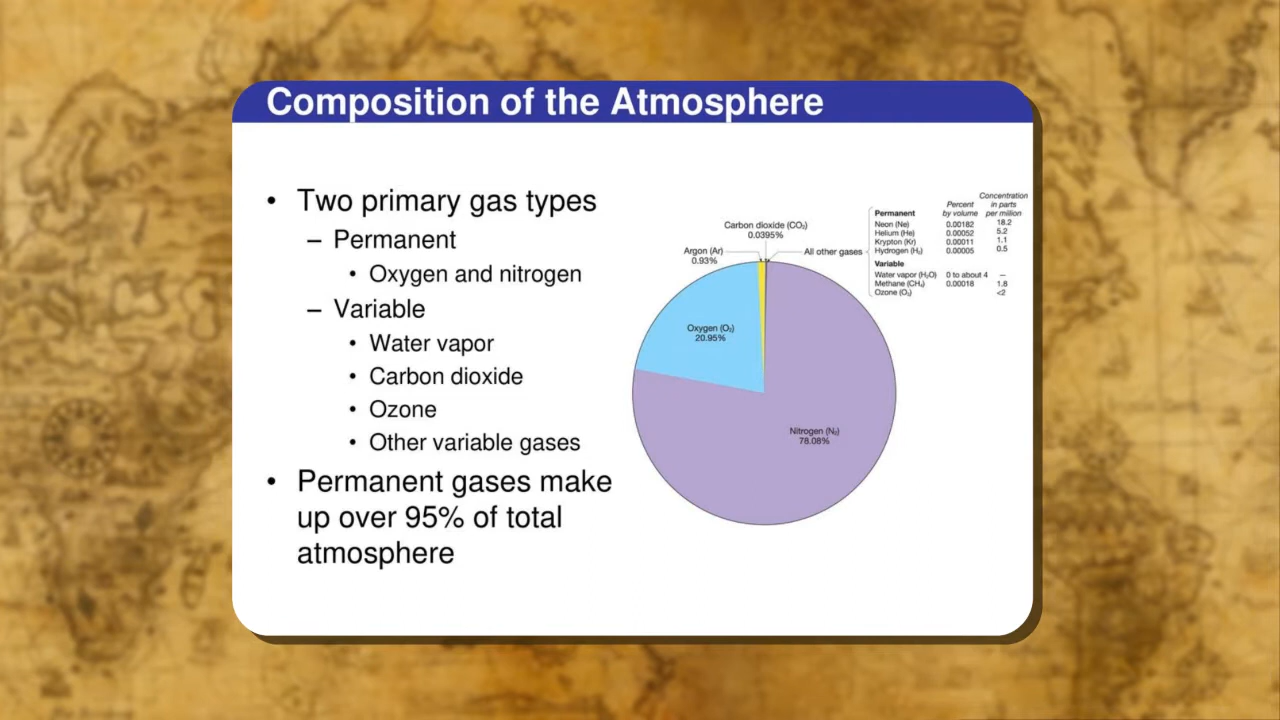 Composition of the Atmosphere
• Two primary gas types
– Permanent
• Oxygen and nitrogen
– Variable
• Water vapor
• Carbon dioxide
• Ozone
• Other variable gases
• Permanent gases make
up over 95% of total
atmosphere
Carbon dioxide (CO₂)
0.0395%
Argon (Ar)
0.93%
All other gases
Oxygen (O₂)
20.95%
Nitrogen (N₂)
78.08%
Concentration
Percent in parts
Permanent by volume per million
Neon (Ne) 0.00182 18.2
Helium (He) 0.00052 5.2
Krypton (Kr) 0.00011 1.1
Hydrogen (H₂) 0.00005 0.5
Variable
Water vapor (H₂O) 0 to about 4 –
Methane (CH₄) 0.00018 1.8
Ozone (O₃) <2